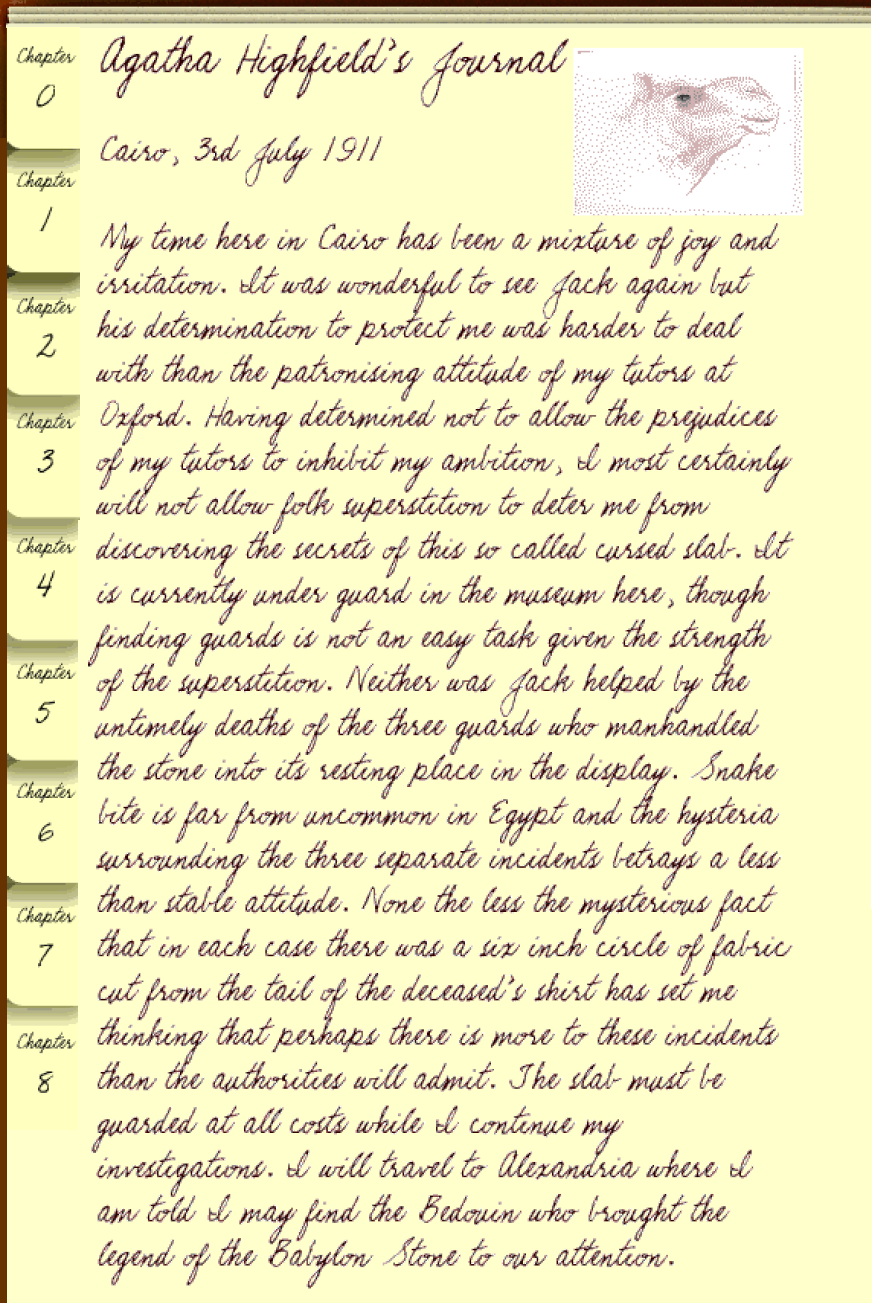 Agatha Highfield's Journal
Cairo, 3rd July 1911
My time here in Cairo has been a mixture of joy and
irritation. It was wonderful to see Jack again but
his determination to protect me was harder to deal
with than the patronising attitude of my tutors at
Oxford. Having determined not to allow the prejudices
of my tutors to inhibit my ambition, I most certainly
will not allow folk superstition to deter me from
discovering the secrets of this so called cursed slab. It
is currently under guard in the museum here, though
finding guards is not an easy task given the strength
of the superstition. Neither was Jack helped by the
untimely deaths of the three guards who manhandled
the stone into its resting place in the display. Snake
bite is far from uncommon in Egypt and the hysteria
surrounding the three separate incidents betrays a less
than stable attitude. None the less the mysterious fact
that in each case there was a six inch circle of fabric
cut from the tail of the deceased's shirt has set me
thinking that perhaps there is more to these incidents
than the authorities will admit. The slab must be
guarded at all costs while I continue my
investigations. I will travel to Alexandria where I
am told I may find the Bedouin who brought the
legend of the Babylon Stone to our attention.
Chapter
0
Chapter
1
Chapter
2
Chapter
3
Chapter
4
Chapter
5
Chapter
6
Chapter
7
Chapter
8